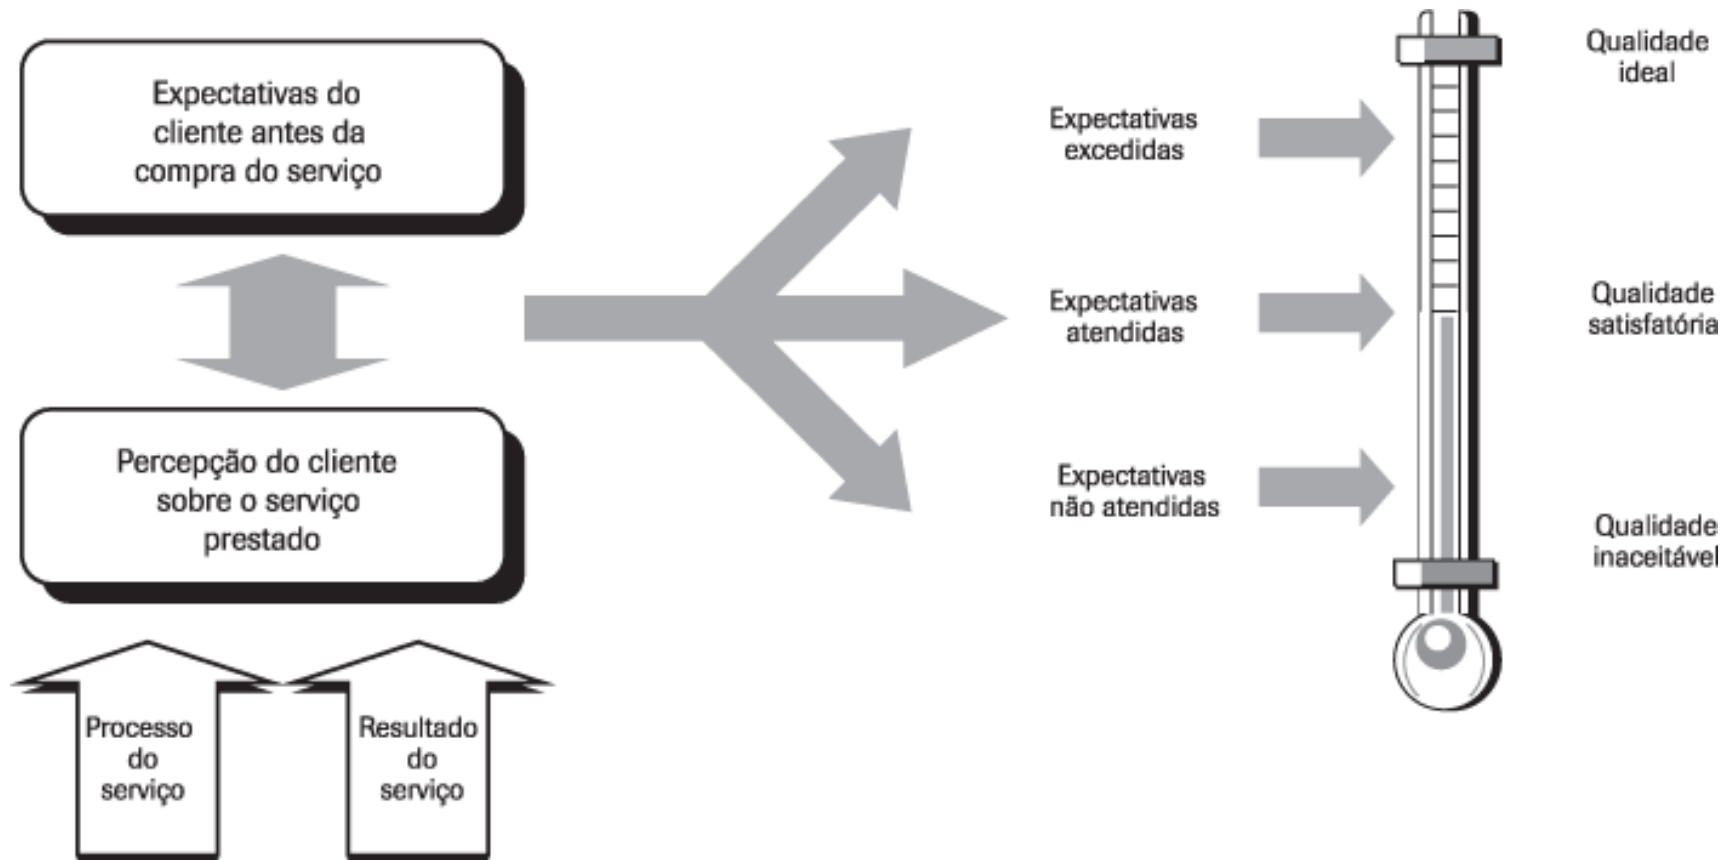 Expectativas do
cliente antes da
compra do serviço
Percepção do cliente
sobre o serviço
prestado
Processo
do
serviço
Resultado
do
serviço
Expectativas
excedidas
Expectativas
atendidas
Expectativas
não atendidas
Qualidade
ideal
Qualidade
satisfatória
Qualidade
inaceitável